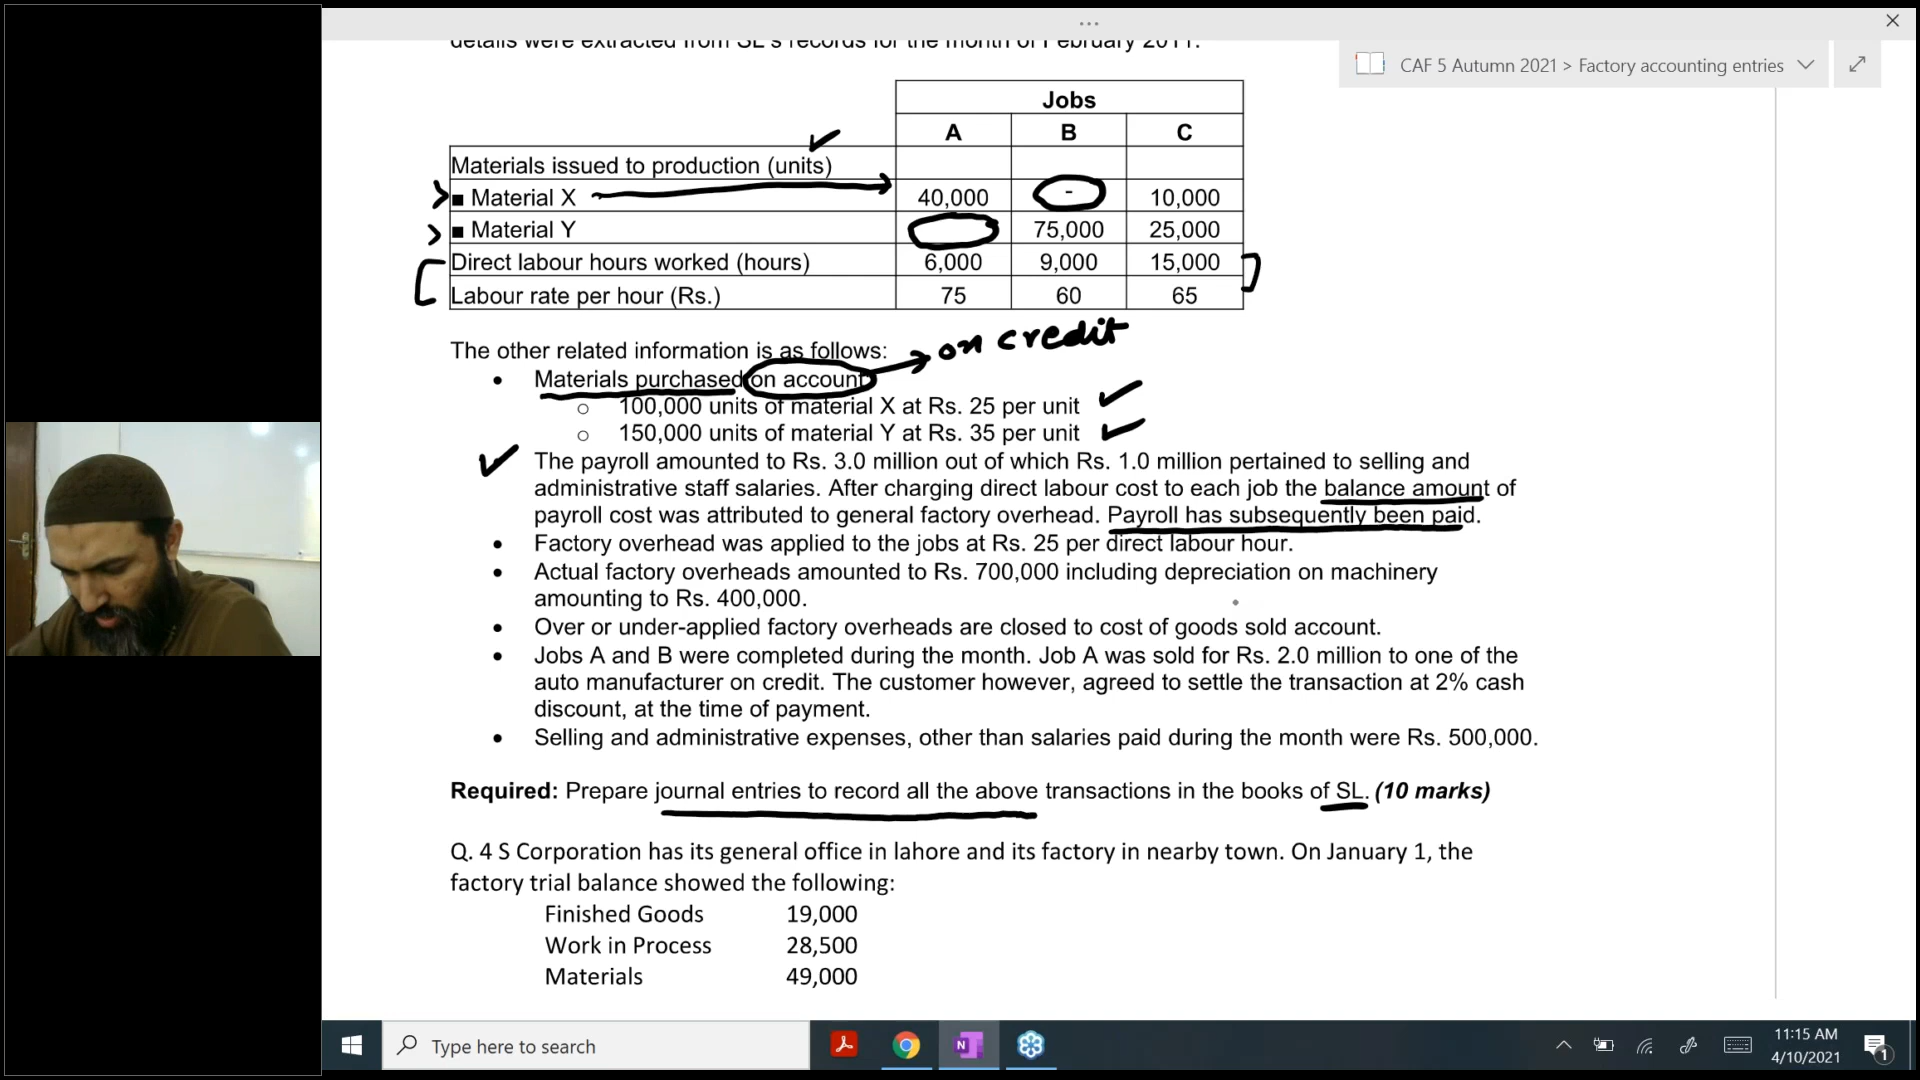 details were extracted from SL's records for the month of February 2011.
CAF 5 Autumn 2021 > Factory accounting entries
Jobs
A B C
Materials issued to production (units)
▪ Material X 40,000 - 10,000
▪ Material Y 75,000 25,000
Direct labour hours worked (hours) 6,000 9,000 15,000
Labour rate per hour (Rs.) 75 60 65
on credit
The other related information is as follows:
• Materials purchased on account
○ 100,000 units of material X at Rs. 25 per unit
○ 150,000 units of material Y at Rs. 35 per unit
The payroll amounted to Rs. 3.0 million out of which Rs. 1.0 million pertained to selling and
administrative staff salaries. After charging direct labour cost to each job the balance amount of
payroll cost was attributed to general factory overhead. Payroll has subsequently been paid.
• Factory overhead was applied to the jobs at Rs. 25 per direct labour hour.
• Actual factory overheads amounted to Rs. 700,000 including depreciation on machinery
amounting to Rs. 400,000.
• Over or under-applied factory overheads are closed to cost of goods sold account.
• Jobs A and B were completed during the month. Job A was sold for Rs. 2.0 million to one of the
auto manufacturer on credit. The customer however, agreed to settle the transaction at 2% cash
discount, at the time of payment.
• Selling and administrative expenses, other than salaries paid during the month were Rs. 500,000.
Required: Prepare journal entries to record all the above transactions in the books of SL. (10 marks)
Q. 4 S Corporation has its general office in lahore and its factory in nearby town. On January 1, the
factory trial balance showed the following:
Finished Goods 19,000
Work in Process 28,500
Materials 49,000
Type here to search
11:15 AM
4/10/2021
1